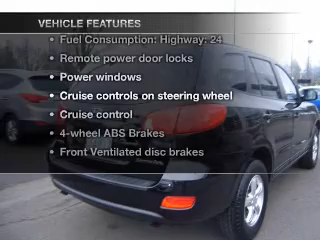 VEHICLE FEATURES
• Fuel Consumption: Highway: 24
• Remote power door locks
• Power windows
• Cruise controls on steering wheel
• Cruise control
• 4-wheel ABS Brakes
• Front Ventilated disc brakes